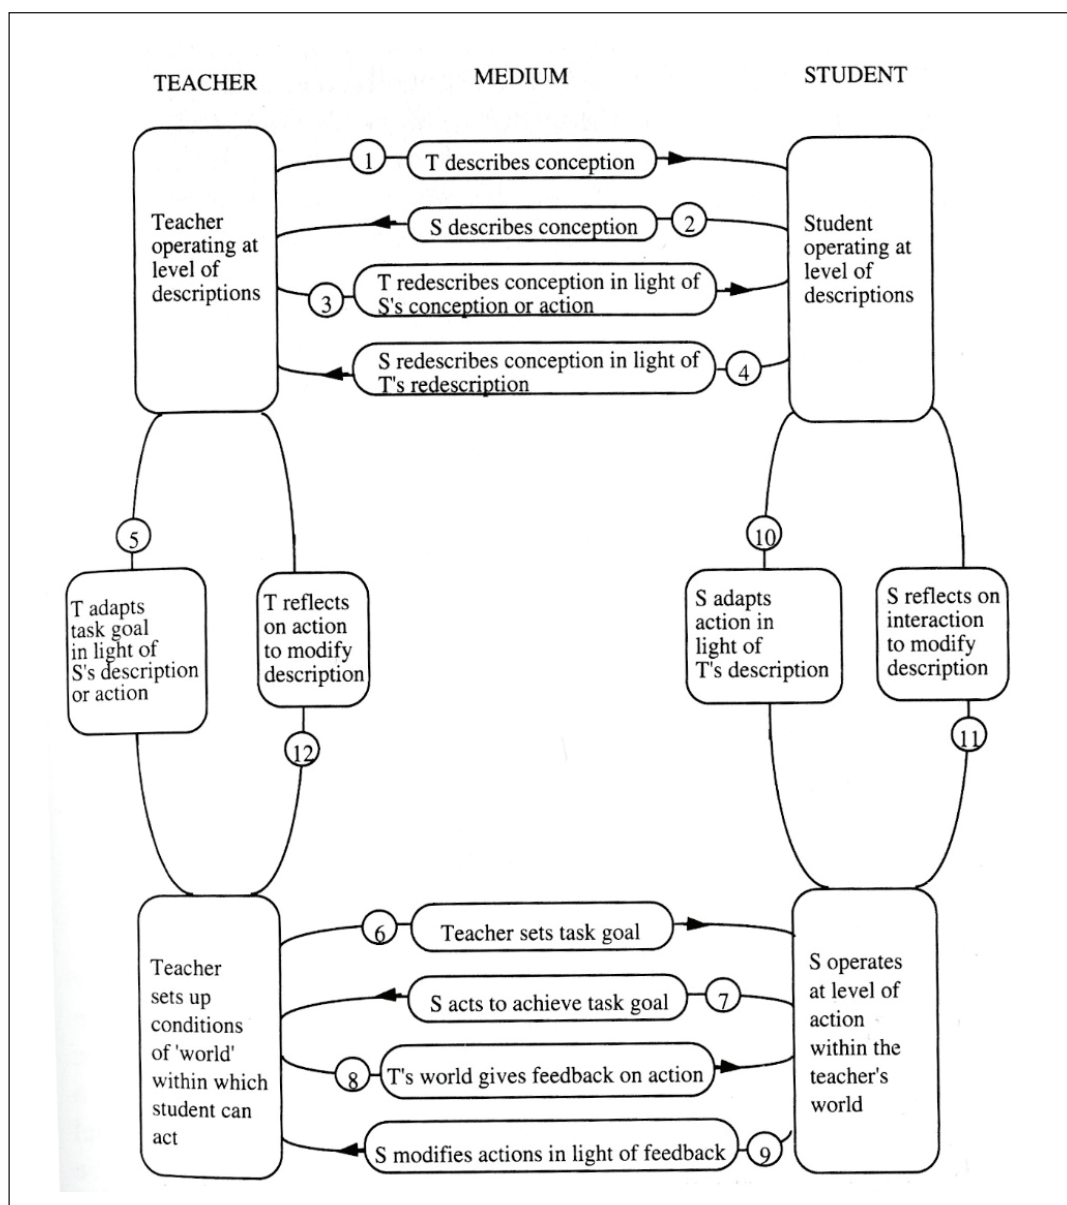 TEACHER
MEDIUM
STUDENT
1
T describes conception
S describes conception
2
Teacher
operating at
level of
descriptions
Student
operating at
level of
descriptions
3
T redescribes conception in light of
S's conception or action
S redescribes conception in light of
T's redescription
4
5
10
T adapts
task goal
in light of
S's description
or action
T reflects
on action
to modify
description
S adapts
action in
light of
T's description
S reflects on
interaction
to modify
description
12
11
6
Teacher sets task goal
Teacher
sets up
conditions
of 'world'
within which
student can
act
S acts to achieve task goal
7
8
T's world gives feedback on action
S modifies actions in light of feedback
9
S operates
at level of
action
within the
teacher's
world